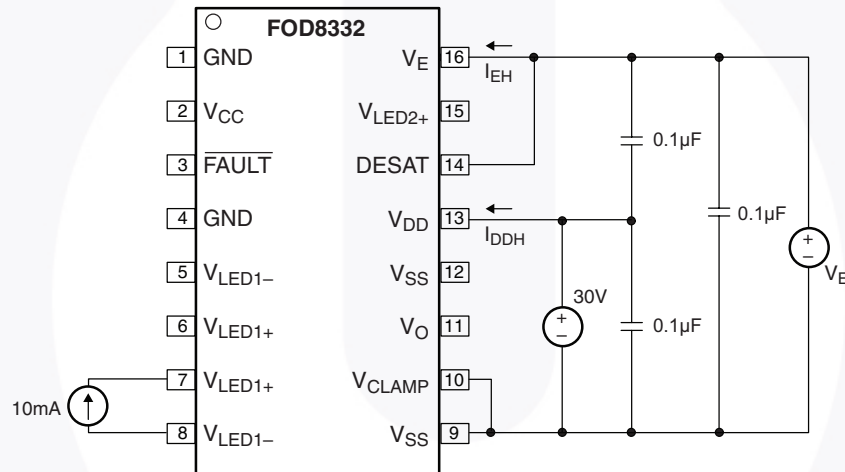 FOD8332
1 GND
2 VCC
3 FAULT
4 GND
5 VLED1–
6 VLED1+
7 VLED1+
8 VLED1–
10mA
VE 16
VLED2+ 15
DESAT 14
VDD 13
VSS 12
VO 11
VCLAMP 10
VSS 9
IEH
IDDH
30V
+
–
0.1μF
0.1μF
0.1μF
+
–
VE